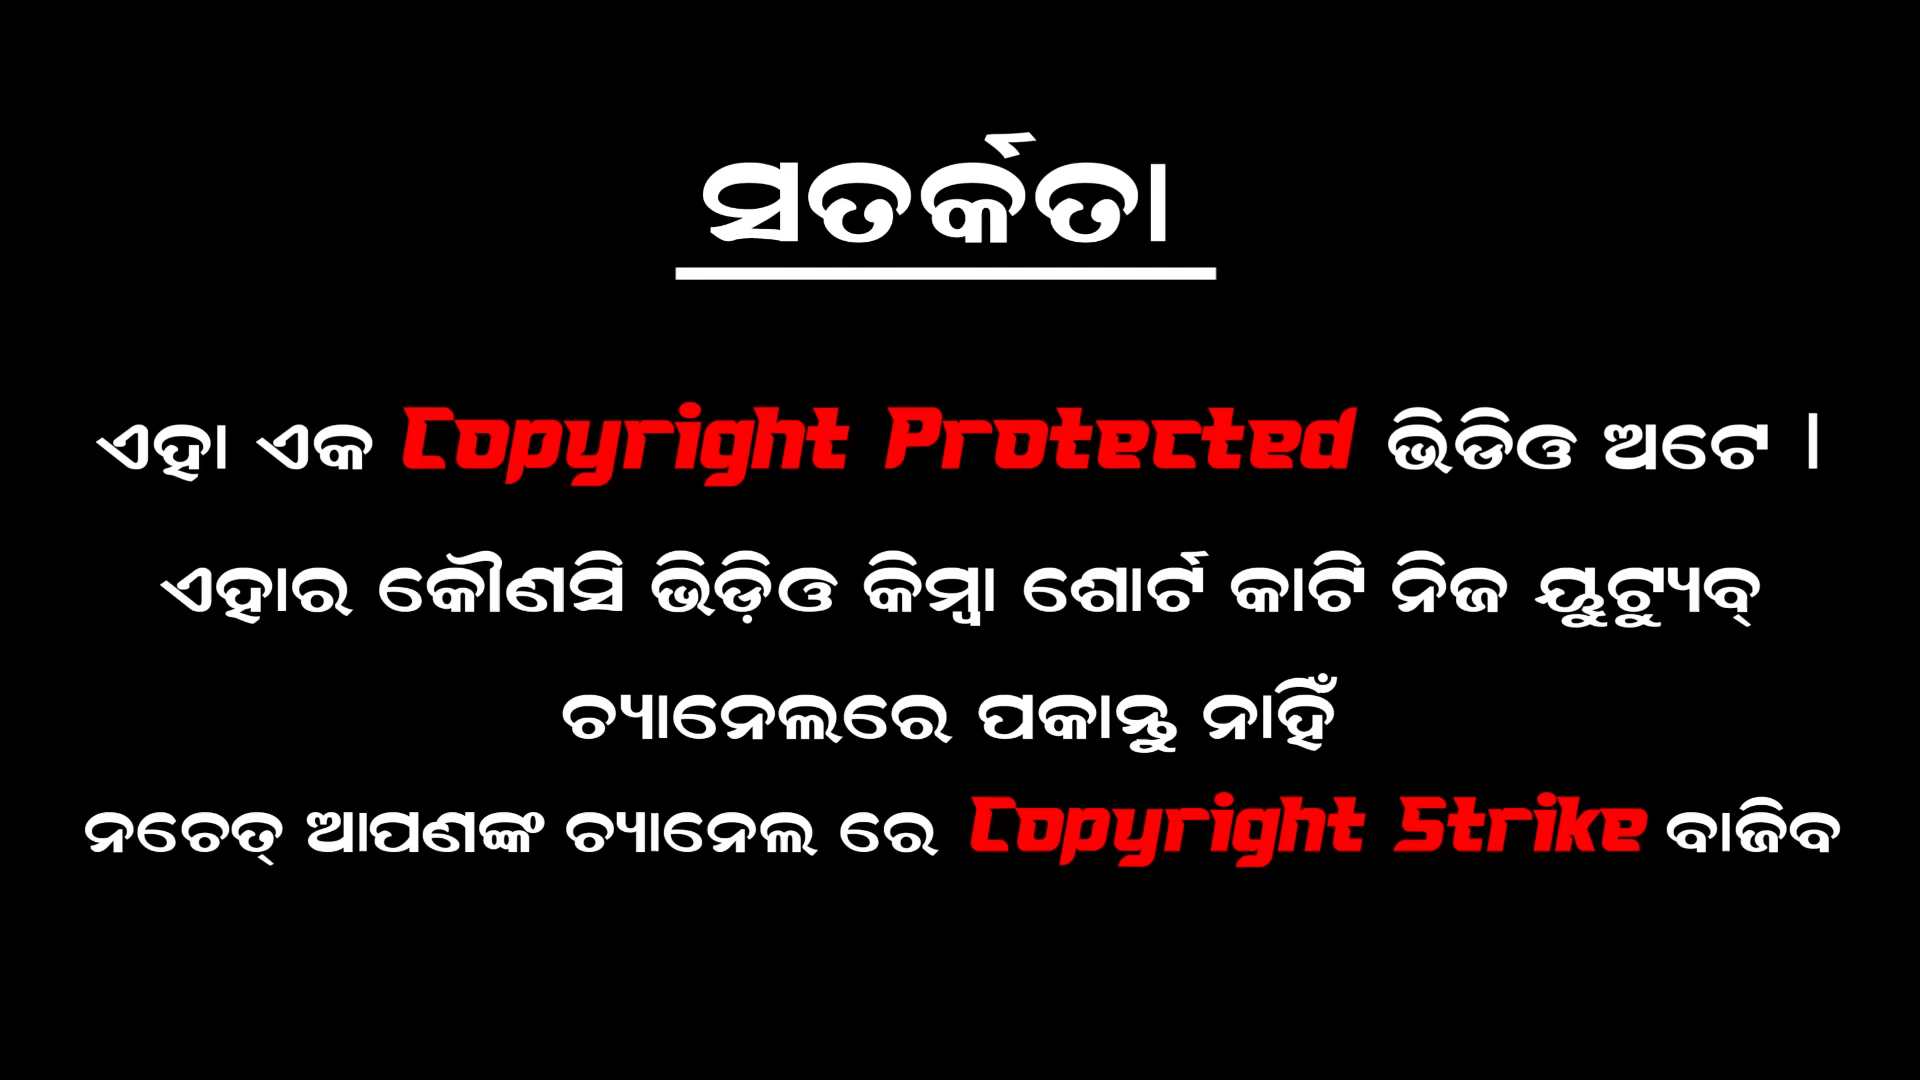 ସତର୍କତା
ଏହା ଏକ Copyright Protected ଭିଡିଓ ଅଟେ |
ଏହାର କୌଣସି ଭିଡ଼ିଓ କିମ୍ବା ଶୋର୍ଟ କାଟି ନିଜ ୟୁଟ୍ୟୁବ୍
ଚ୍ୟାନେଲରେ ପକାନ୍ତୁ ନାହିଁ
ନଚେତ୍ ଆପଣଙ୍କ ଚ୍ୟାନେଲ ରେ Copyright Strike ବାଜିବ